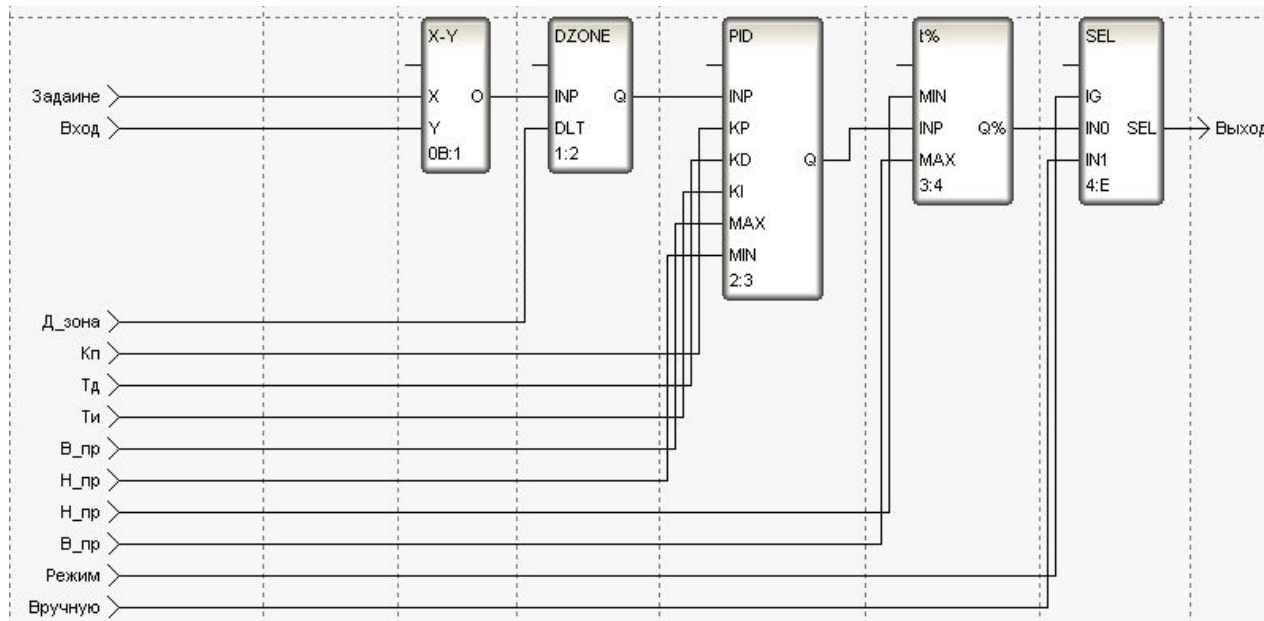 X-Y
DZONE
PID
t%
SEL
Задаине
X
O
INP
Q
INP
MIN
IG
Вход
Y
DLT
KP
INP
Q%
IN0
SEL
Выход
0B:1
1:2
KD
Q
MAX
IN1
KI
3:4
4:E
MAX
MIN
2:3
Д_зона
Кп
Тд
Ти
В_пр
Н_пр
Н_пр
В_пр
Режим
Вручную